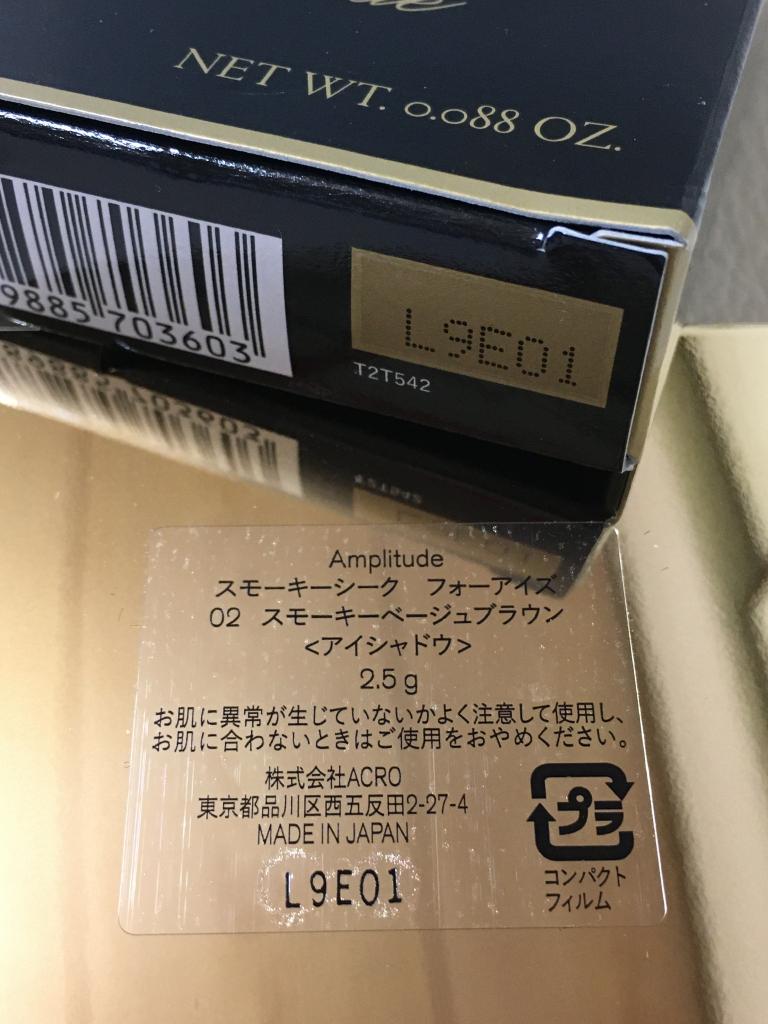 NET WT. 0.088 OZ.
9885 703603
L9E01
T2T542
Amplitude
スモーキーシーク　フォーアイズ
02 スモーキーベージュブラウン
<アイシャドウ>
2.5 g
お肌に異常が生じていないかよく注意して使用し、
お肌に合わないときはご使用をおやめください。
株式会社ACRO
東京都品川区西五反田2-27-4
MADE IN JAPAN
L9E01
プラ
コンパクト
フィルム